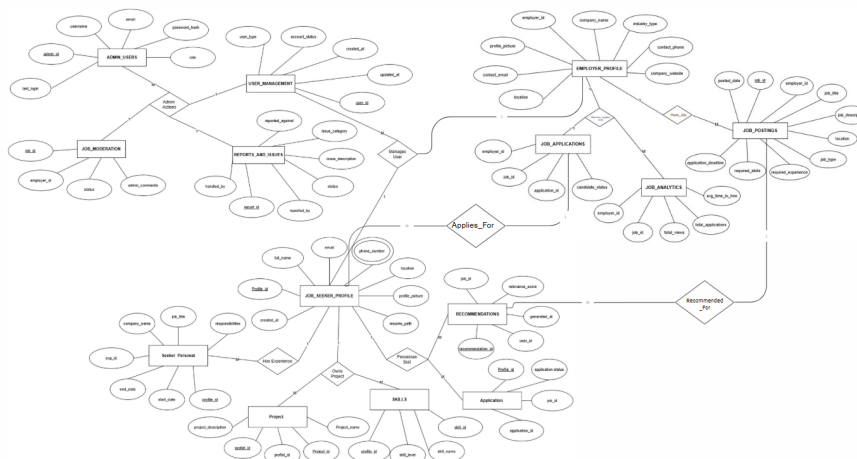 email
username
password_hash
admin_id
role
ADMIN_USERS
last_login
Admin
Actions
user_type
account_status
created_at
updated_at
USER_MANAGEMENT
user_id
reported_against
issue_category
issue_description
REPORTS_AND_ISSUES
status
handled_by
report_id
reported_by
job_id
JOB_MODERATION
employer_id
status
admin_comments
Manages
User
employer_id
company_name
industry_type
profile_picture
contact_phone
EMPLOYER_PROFILE
contact_email
company_website
location
posted_date
job_id
employer_id
job_title
JOB_POSTINGS
location
job_type
required_experience
required_skills
application_deadline
JOB_APPLICATIONS
employer_id
job_id
application_id
candidate_status
JOB_ANALYTICS
avg_time_to_hire
employer_id
job_id
total_views
total_applications
Applies_For
Recommended
_For
email
phone_number
full_name
location
Profile_id
JOB_SEEKER_PROFILE
profile_picture
created_at
resume_path
job_id
relevance_score
RECOMMENDATIONS
generated_at
user_id
recommendation_id
job_title
company_name
responsibilities
Seeker_Personal
exp_id
end_date
start_date
profile_id
Has Experience
Owns
Project
Possesses
Skill
Project
project_description
Project_name
profile_id
Project_id
SKILLS
skill_id
profile_id
skill_level
skill_name
Profile_id
application status
Application
job_id
application_id